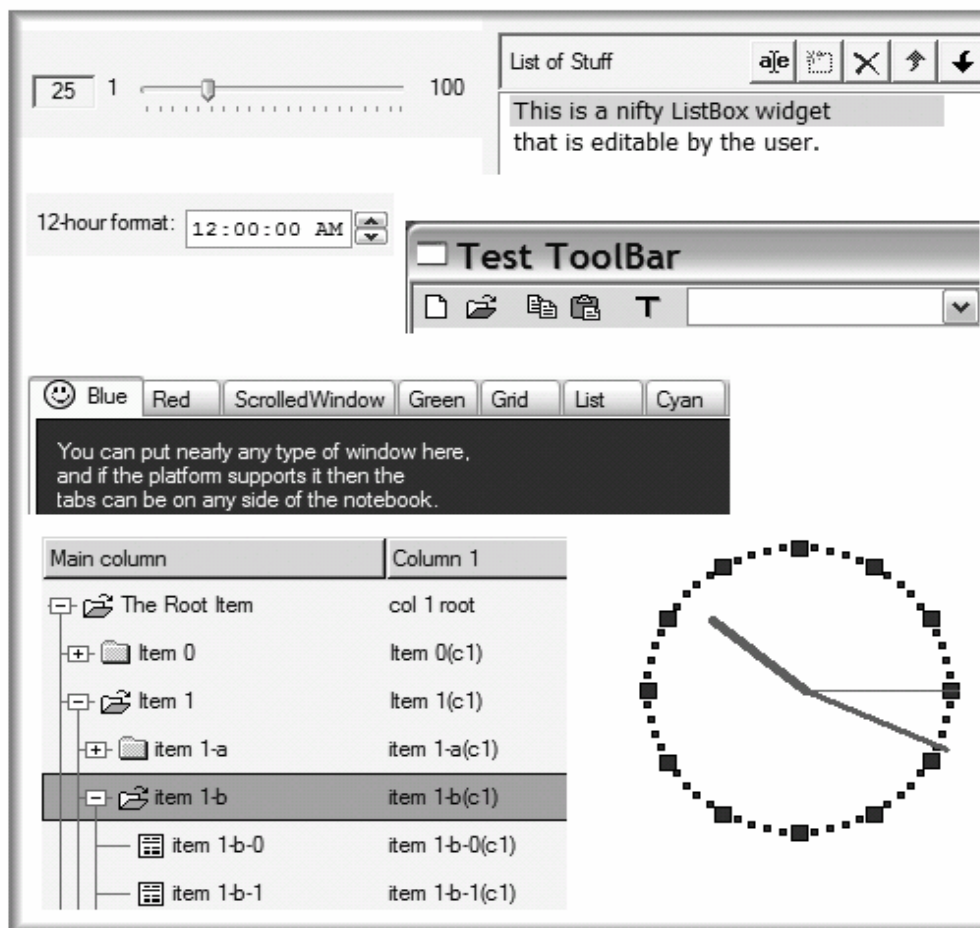 25 1 100
List of Stuff
This is a nifty ListBox widget
that is editable by the user.
12-hour format: 12:00:00 AM
Test ToolBar
T
Blue Red ScrolledWindow Green Grid List Cyan
You can put nearly any type of window here,
and if the platform supports it then the
tabs can be on any side of the notebook.
Main column Column 1
The Root Item col 1 root
Item 0 Item 0(c1)
Item 1 Item 1(c1)
item 1-a item 1-a(c1)
item 1-b item 1-b(c1)
item 1-b-0 item 1-b-0(c1)
item 1-b-1 item 1-b-1(c1)